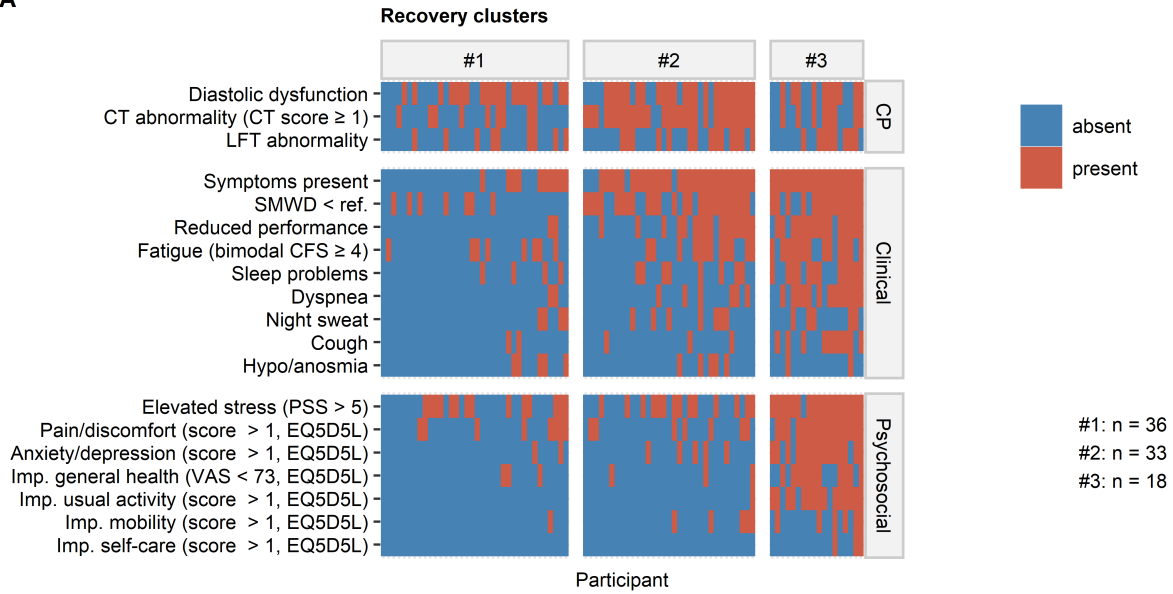 A
Recovery clusters
#1
#2
#3
Diastolic dysfunction
CT abnormality (CT score ≥ 1)
LFT abnormality
CP
absent
present
Symptoms present
SMWD < ref.
Reduced performance
Fatigue (bimodal CFS ≥ 4)
Sleep problems
Dyspnea
Night sweat
Cough
Hypo/anosmia
Clinical
Elevated stress (PSS > 5)
Pain/discomfort (score > 1, EQ5D5L)
Anxiety/depression (score > 1, EQ5D5L)
Imp. general health (VAS < 73, EQ5D5L)
Imp. usual activity (score > 1, EQ5D5L)
Imp. mobility (score > 1, EQ5D5L)
Imp. self-care (score > 1, EQ5D5L)
Psychosocial
#1: n = 36
#2: n = 33
#3: n = 18
Participant